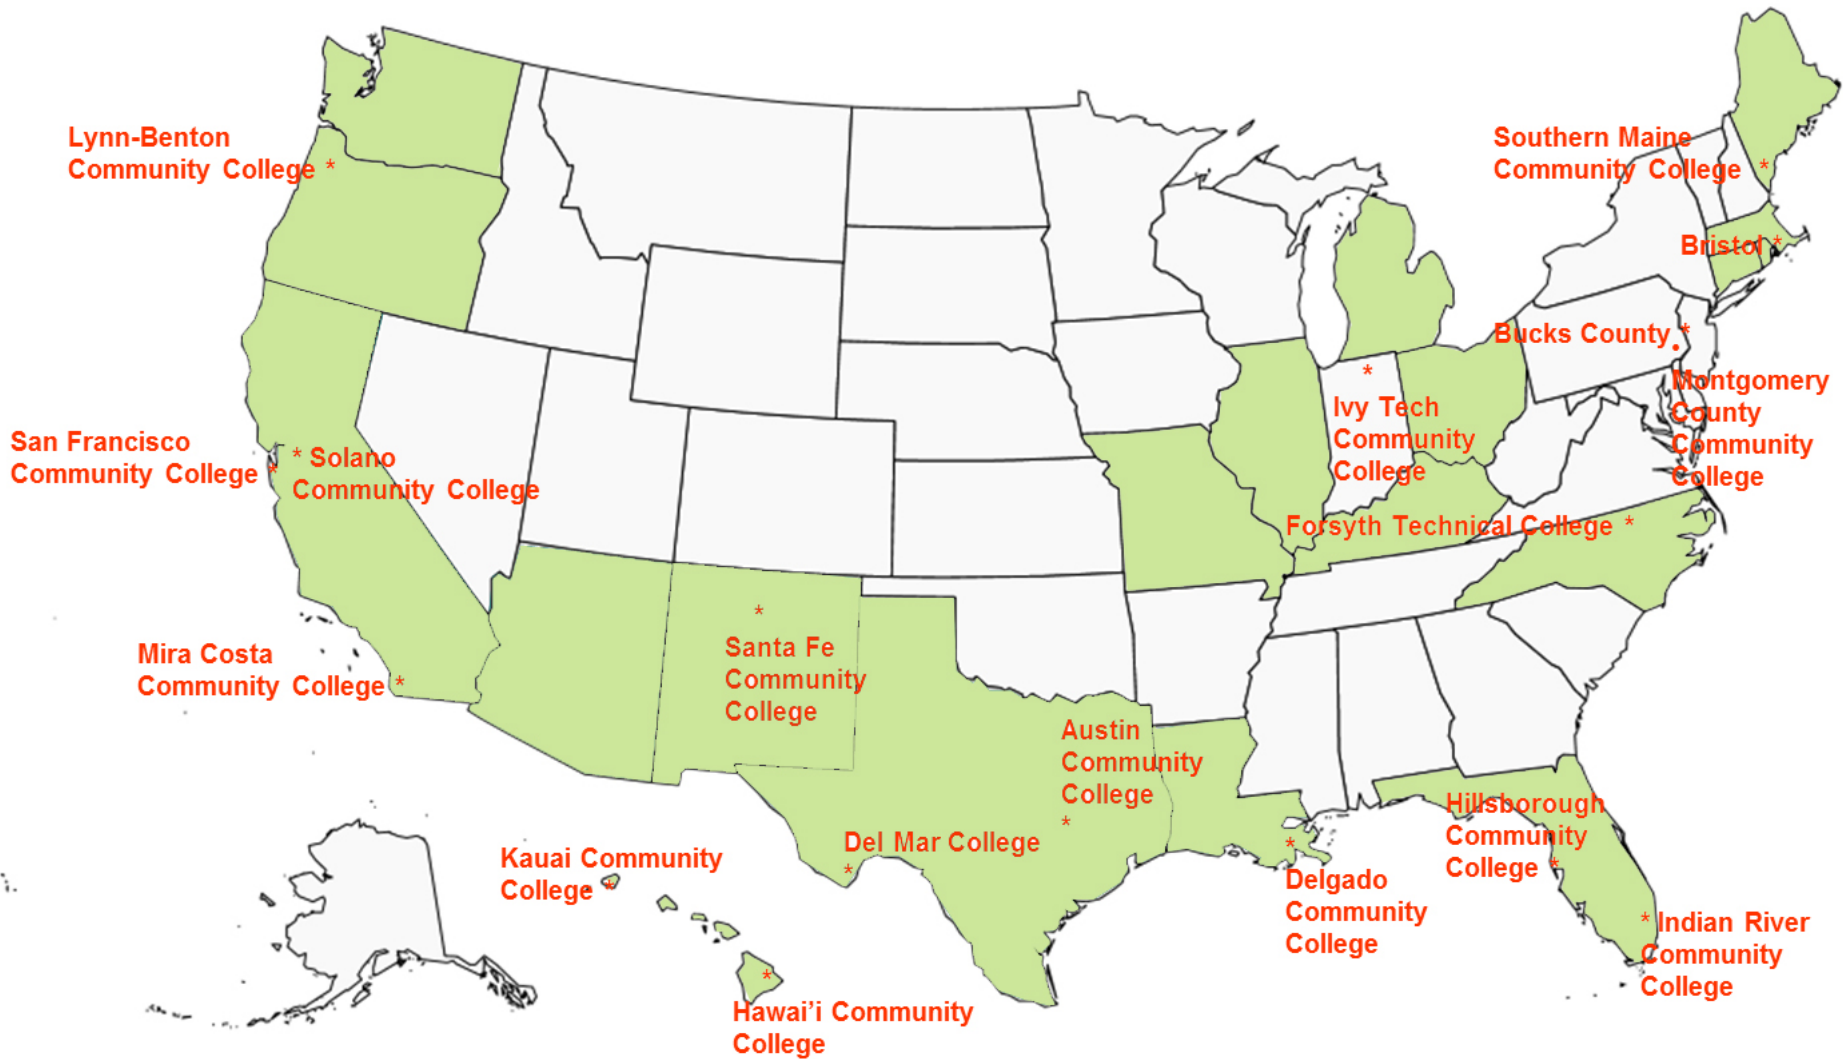 Lynn-Benton
Community College *
Southern Maine
Community College *
Bristol *
Bucks County *
Montgomery
County
Community
College
*
Ivy Tech
Community
College
San Francisco
Community College *
* Solano
Community College
Forsyth Technical College *
Mira Costa
Community College *
*
Santa Fe
Community
College
Austin
Community
College
*
Del Mar College
*
Hillsborough
Community
College *
Kauai Community
College *
*
Delgado
Community
College
* Indian River
Community
College
*
Hawai’i Community
College